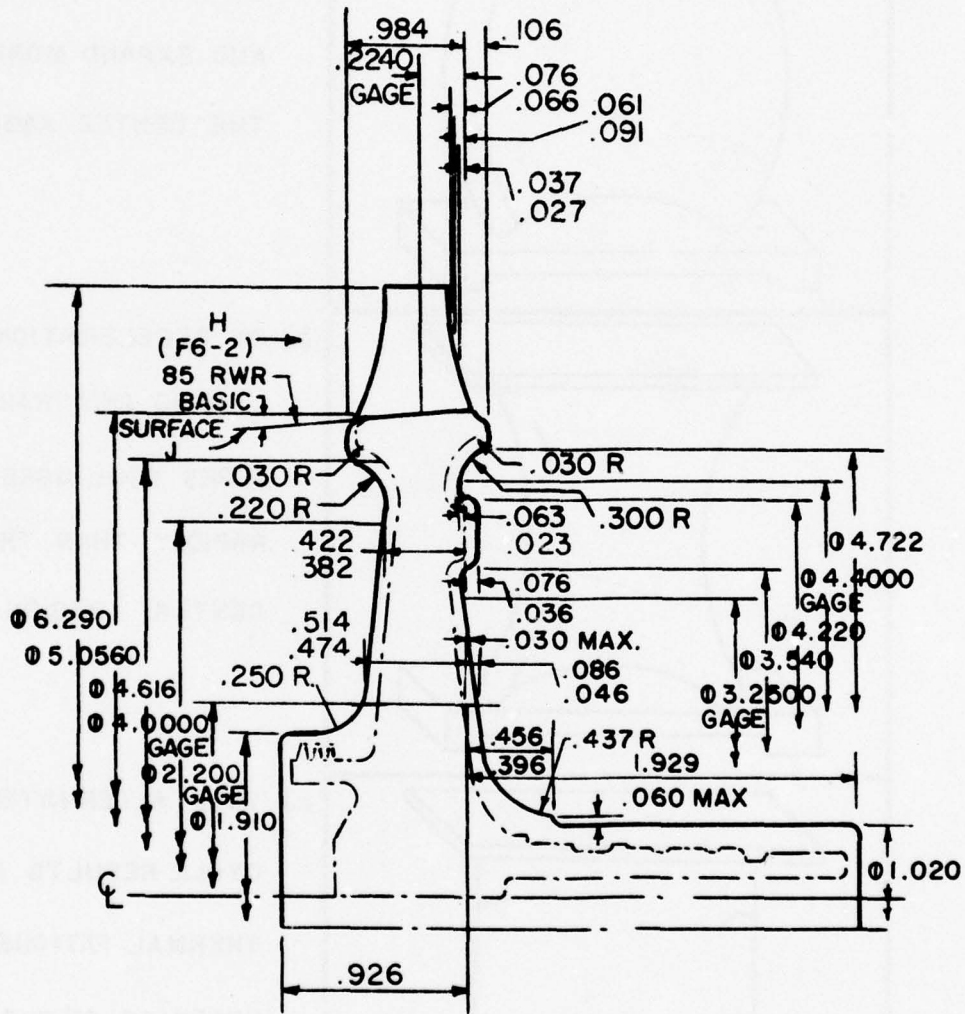 .984
.106
.2240
GAGE
.076
.066
.061
.091
.037
.027
H
(F6-2)
85 RWR
BASIC
SURFACE
J
.030 R
.220 R
.030 R
.300 R
.422
382
.063
.023
.076
.036
.514
.474
.030 MAX.
.086
.046
.250 R
⌀ 6.290
⌀ 5.0560
⌀ 4.616
⌀ 4.0000
GAGE
⌀ 2.200
GAGE
⌀ 1.910
⌀ 4.722
⌀ 4.4000
GAGE
⌀ 4.220
⌀ 3.540
⌀ 3.2500
GAGE
.456
.396
.437 R
1.929
.060 MAX
⌀ 1.020
℄
.926